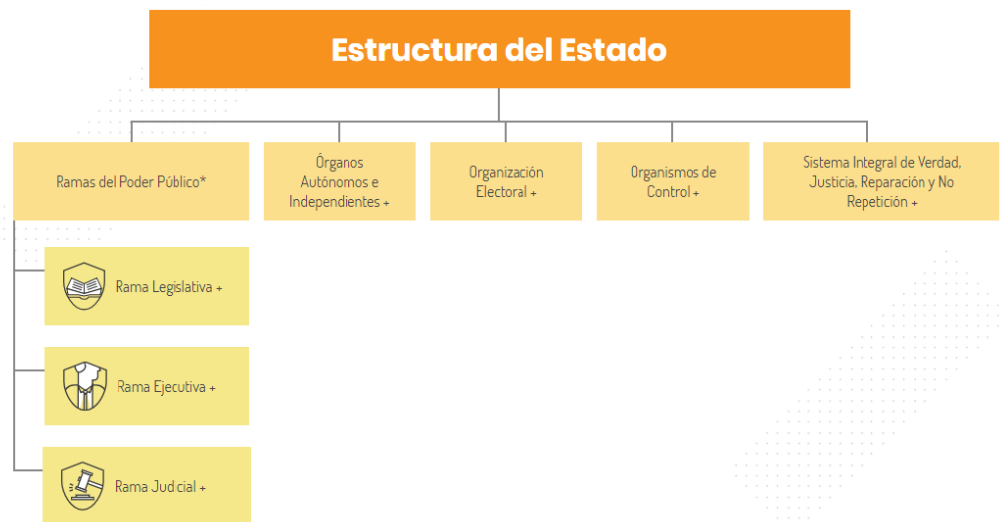 Estructura del Estado
Ramas del Poder Público*
Órganos
Autónomos e
Independientes +
Organización
Electoral +
Organismos de
Control +
Sistema Integral de Verdad,
Justicia, Reparación y No
Repetición +
Rama Legislativa +
Rama Ejecutiva +
Rama Judicial +